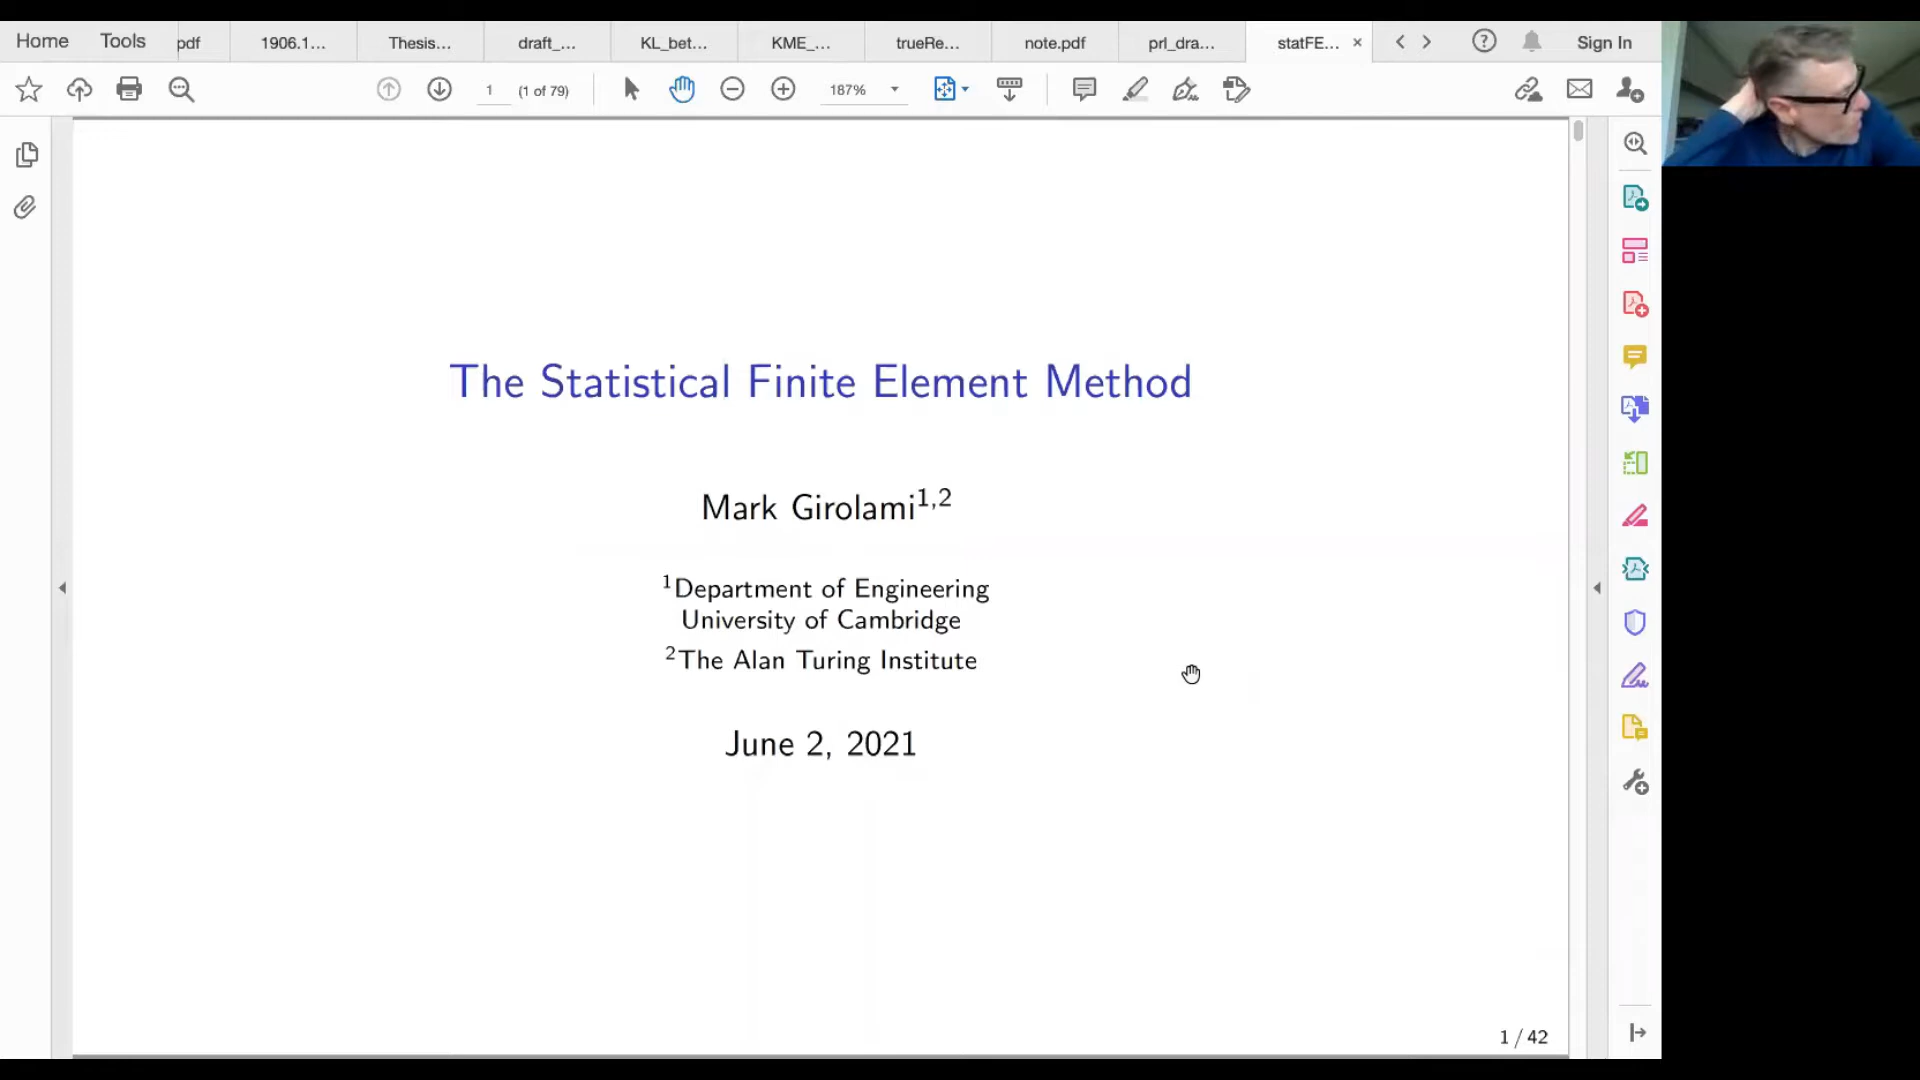 Home Tools pdf 1906.1... Thesis... draft_... KL_bet... KME_... trueRe... note.pdf prl_dra... statFE... × Sign In
1 (1 of 79) 187%
The Statistical Finite Element Method
Mark Girolami1,2
1Department of Engineering
University of Cambridge
2The Alan Turing Institute
June 2, 2021
1 / 42